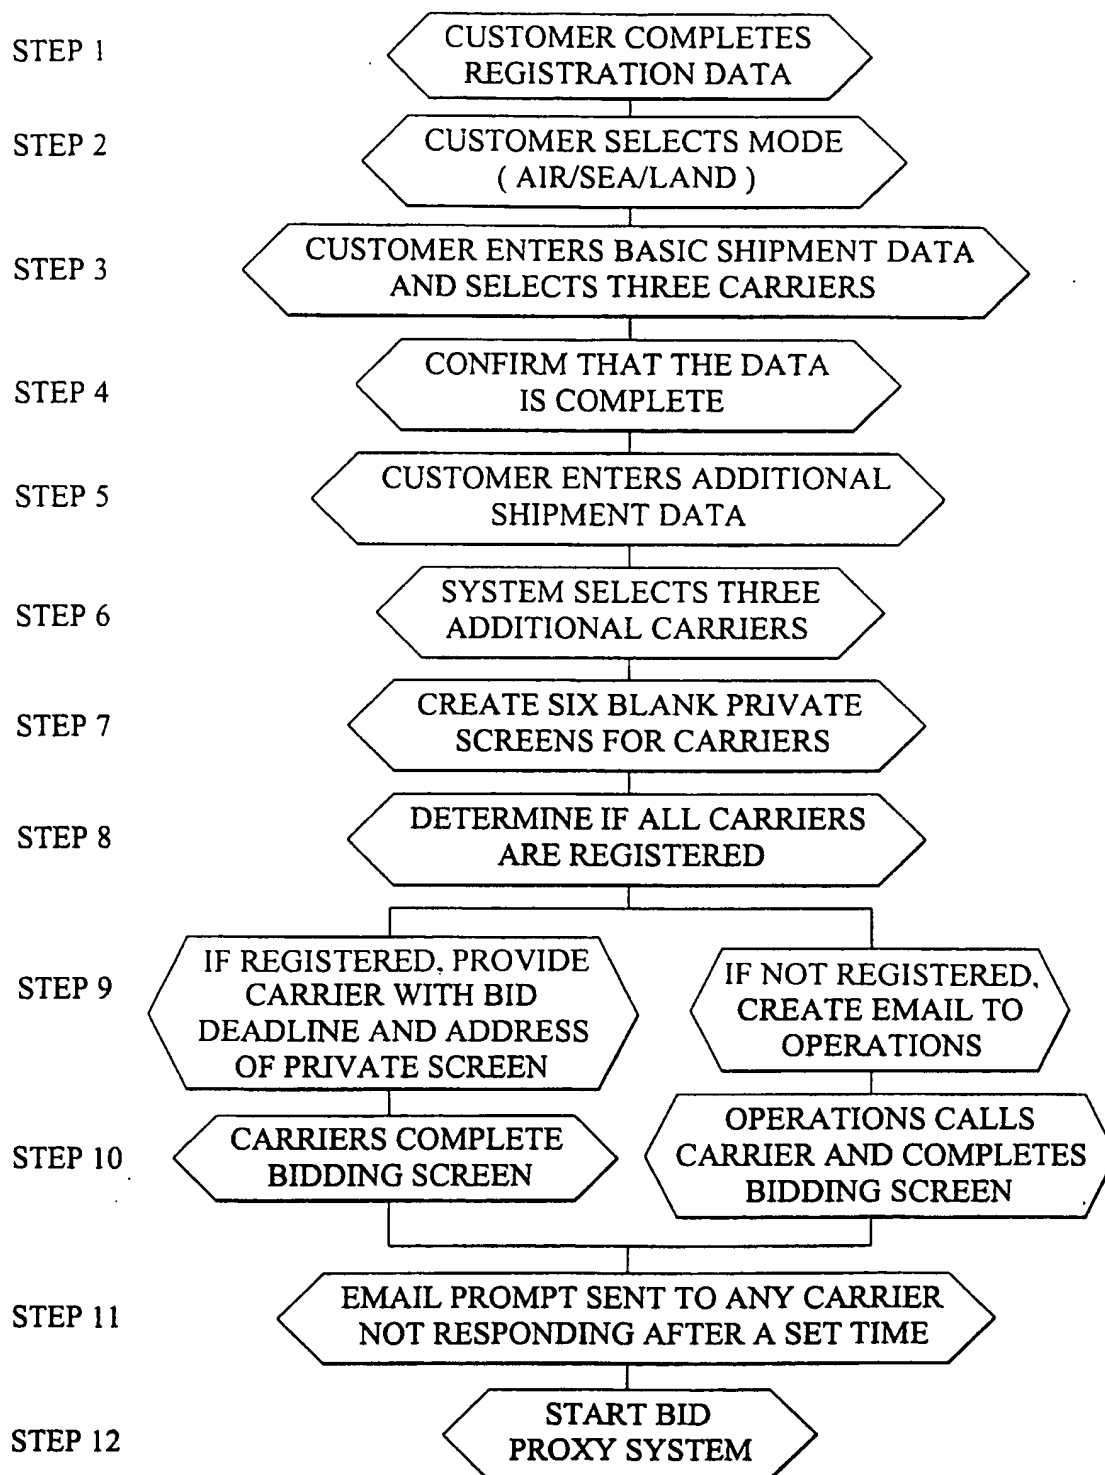 STEP 1
CUSTOMER COMPLETES
REGISTRATION DATA
STEP 2
CUSTOMER SELECTS MODE
( AIR/SEA/LAND )
STEP 3
CUSTOMER ENTERS BASIC SHIPMENT DATA
AND SELECTS THREE CARRIERS
STEP 4
CONFIRM THAT THE DATA
IS COMPLETE
STEP 5
CUSTOMER ENTERS ADDITIONAL
SHIPMENT DATA
STEP 6
SYSTEM SELECTS THREE
ADDITIONAL CARRIERS
STEP 7
CREATE SIX BLANK PRIVATE
SCREENS FOR CARRIERS
STEP 8
DETERMINE IF ALL CARRIERS
ARE REGISTERED
STEP 9
IF REGISTERED, PROVIDE
CARRIER WITH BID
DEADLINE AND ADDRESS
OF PRIVATE SCREEN
IF NOT REGISTERED,
CREATE EMAIL TO
OPERATIONS
STEP 10
CARRIERS COMPLETE
BIDDING SCREEN
OPERATIONS CALLS
CARRIER AND COMPLETES
BIDDING SCREEN
STEP 11
EMAIL PROMPT SENT TO ANY CARRIER
NOT RESPONDING AFTER A SET TIME
STEP 12
START BID
PROXY SYSTEM